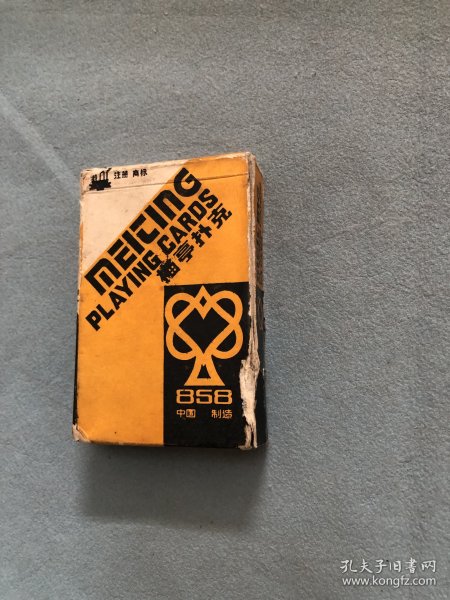 注册 商标
MEITING
PLAYING CARDS
梅亭扑克
858
中国 制造
孔夫子旧书网
www.kongfz.com